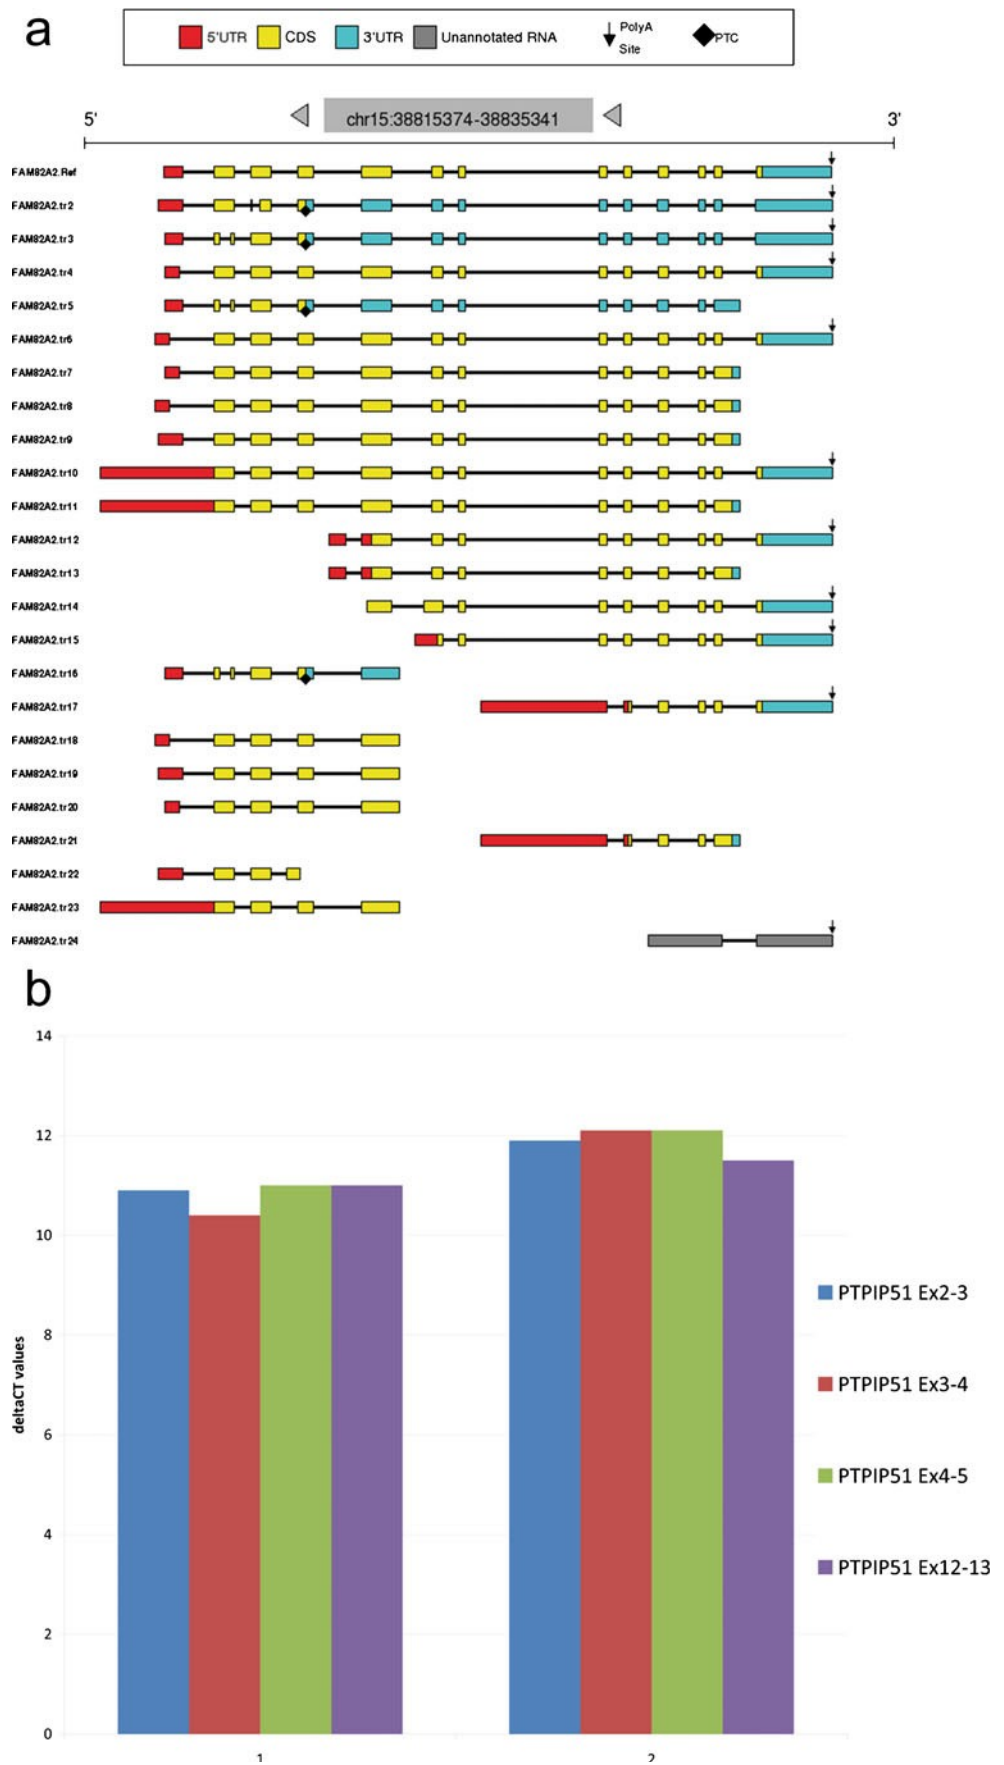 a
5'UTR CDS 3'UTR Unannotated RNA PolyA Site PTC
5' chr15:38815374-38835341 3'
FAM82A2.Ref
FAM82A2.tr2
FAM82A2.tr3
FAM82A2.tr4
FAM82A2.tr5
FAM82A2.tr6
FAM82A2.tr7
FAM82A2.tr8
FAM82A2.tr9
FAM82A2.tr10
FAM82A2.tr11
FAM82A2.tr12
FAM82A2.tr13
FAM82A2.tr14
FAM82A2.tr15
FAM82A2.tr16
FAM82A2.tr17
FAM82A2.tr18
FAM82A2.tr19
FAM82A2.tr20
FAM82A2.tr21
FAM82A2.tr22
FAM82A2.tr23
FAM82A2.tr24
b
14
12
10
8
6
4
2
0
deltaCT values
1 2
PTPIP51 Ex2-3
PTPIP51 Ex3-4
PTPIP51 Ex4-5
PTPIP51 Ex12-13